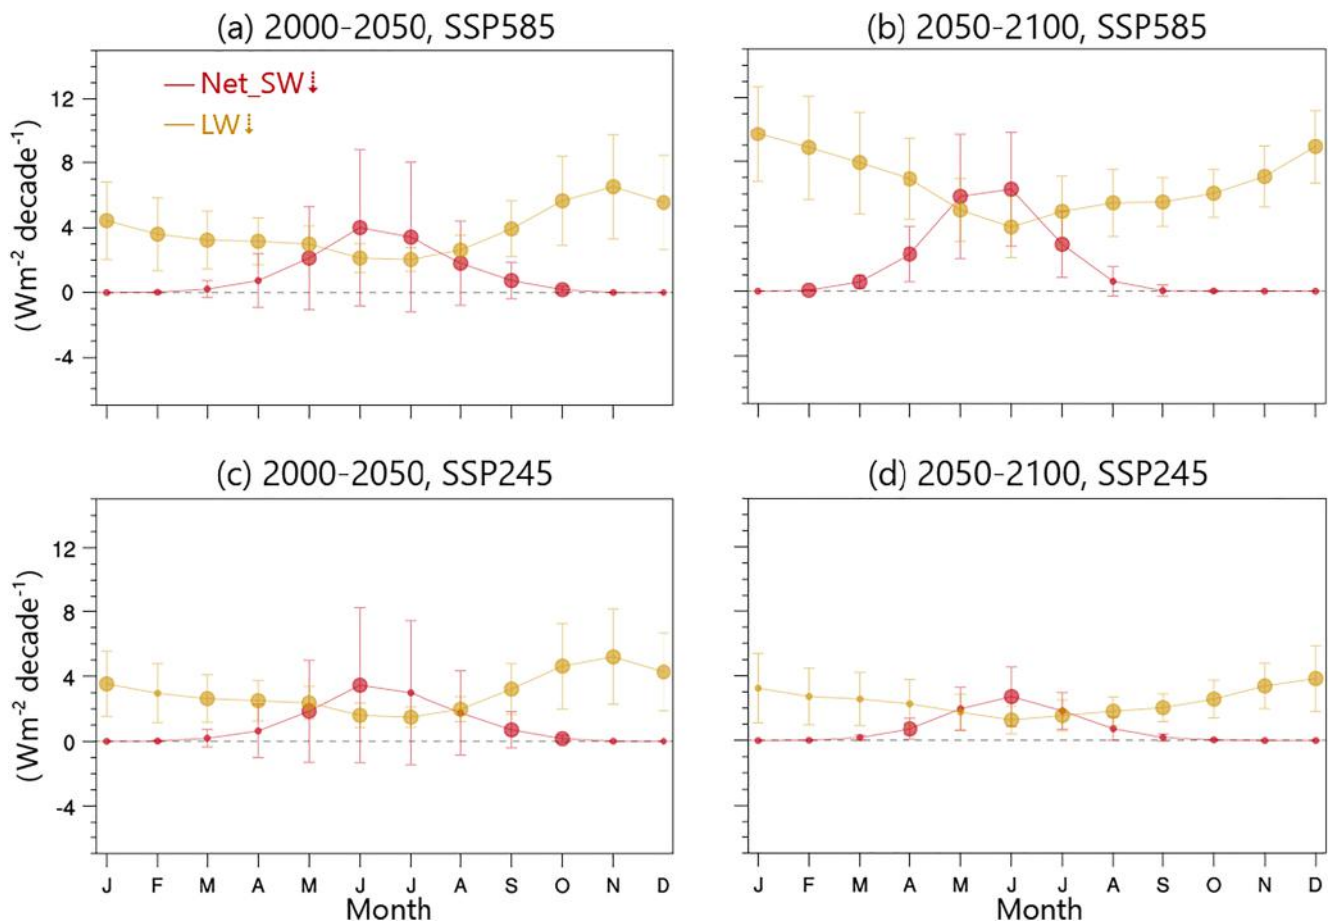 (a) 2000-2050, SSP585
(b) 2050-2100, SSP585
Net_SW⇣
LW⇣
12
8
4
0
-4
(Wm⁻² decade⁻¹)
(c) 2000-2050, SSP245
(d) 2050-2100, SSP245
12
8
4
0
-4
(Wm⁻² decade⁻¹)
J F M A M J J A S O N D
J F M A M J J A S O N D
Month
Month